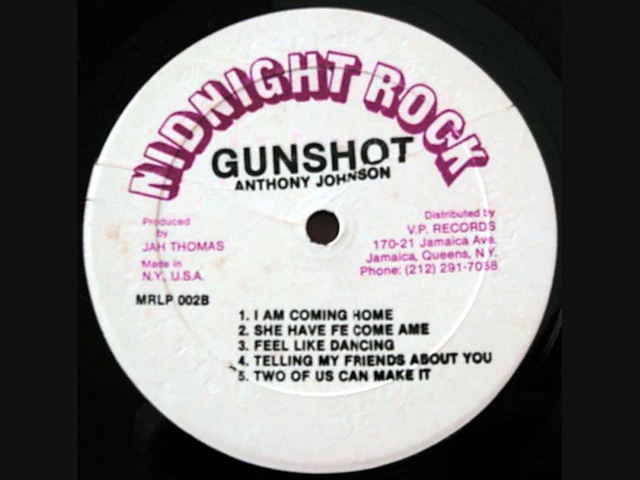 MIDNIGHT ROCK
GUNSHOT
ANTHONY JOHNSON
Produced
by
JAH THOMAS
Made in
N.Y., U.S.A.
MRLP 002B
Distributed by
V.P. RECORDS
170-21 Jamaica Ave.
Jamaica, Queens, N.Y.
Phone: (212) 291-7058
1. I AM COMING HOME
2. SHE HAVE FE COME AME
3. FEEL LIKE DANCING
4. TELLING MY FRIENDS ABOUT YOU
5. TWO OF US CAN MAKE IT